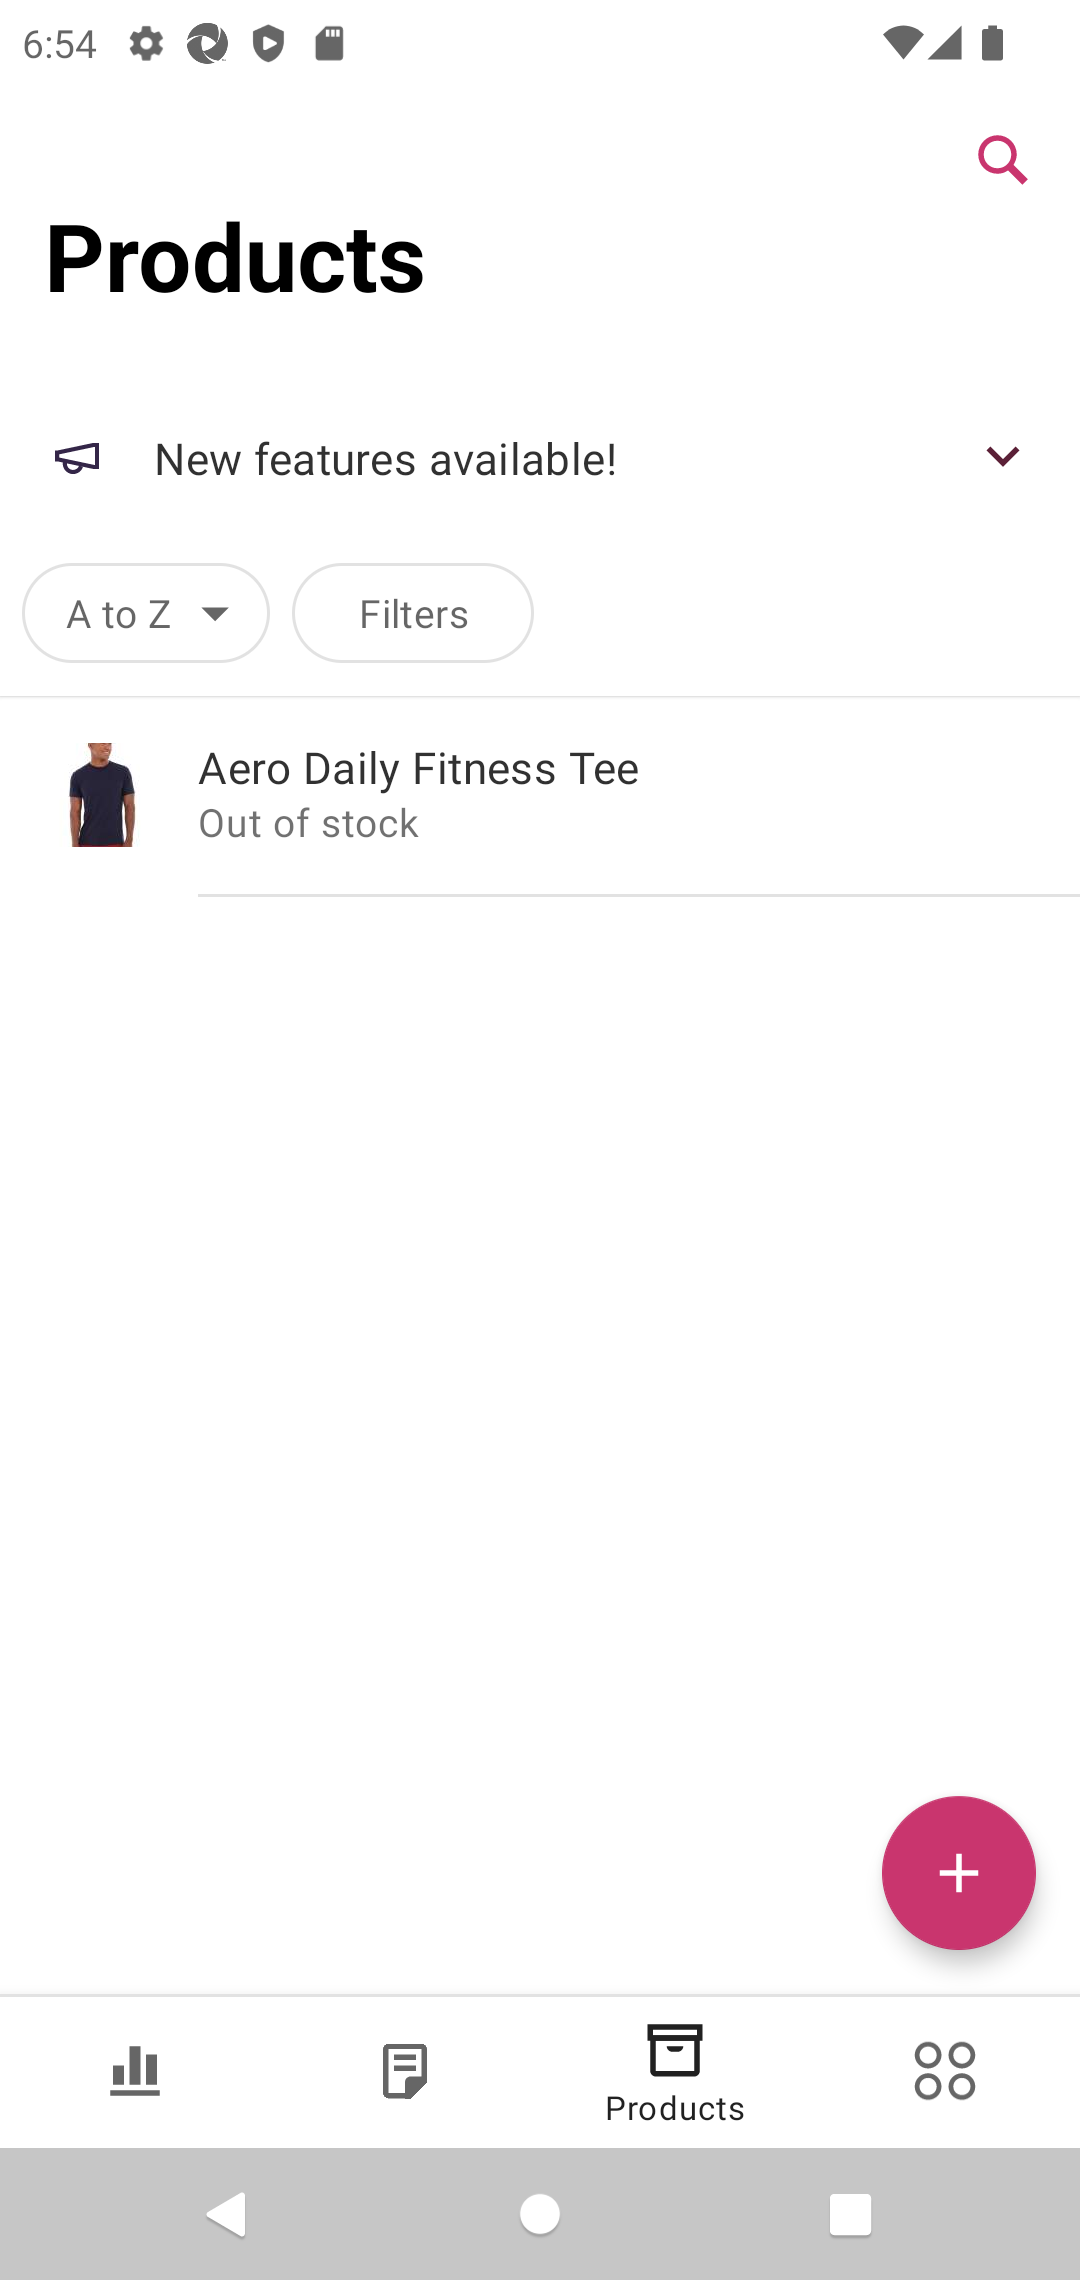 6:54
Products
New features available!
A to Z
Filters
Aero Daily Fitness Tee
Out of stock
Products